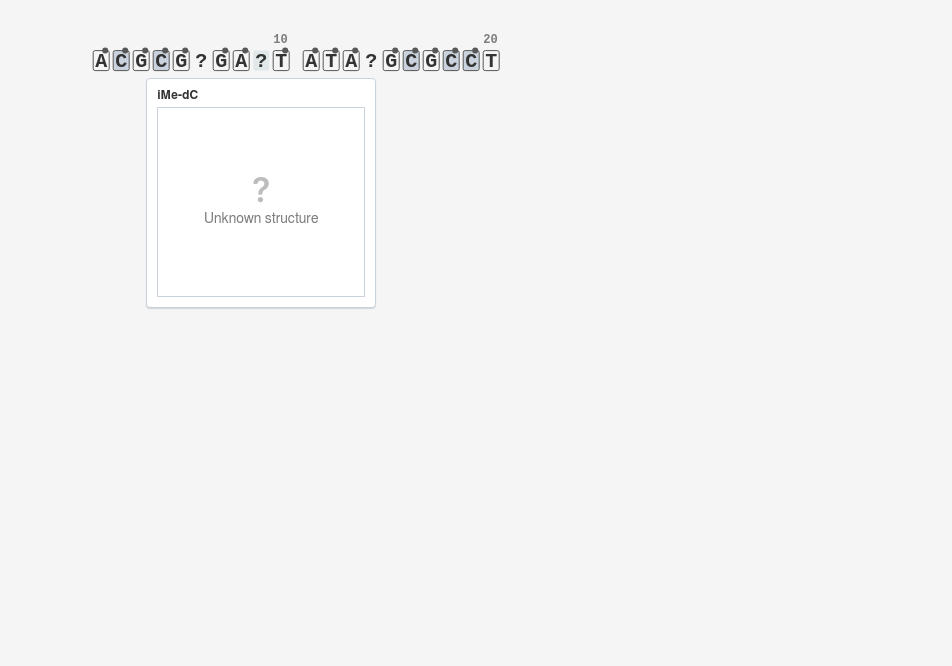 10 20
A C G C G ? G A ? T A T A ? G C G C C T
iMe-dC
?
Unknown structure